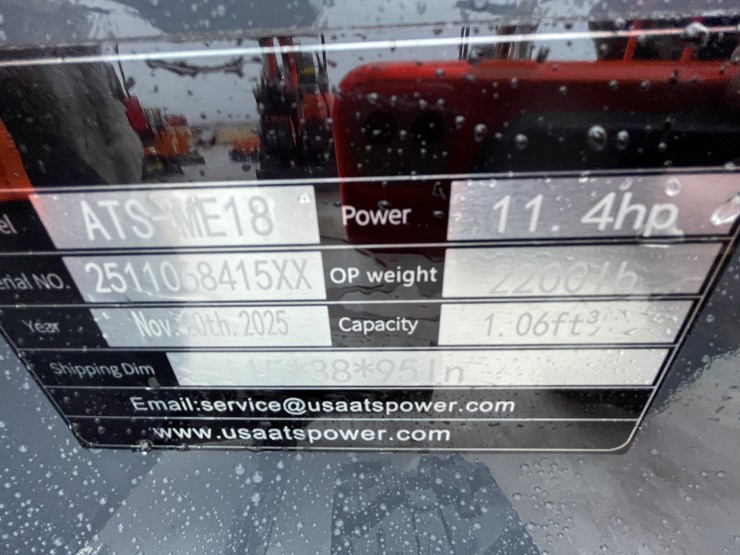 el ATS-ME18 Power 11.4hp
erial NO. 2511068415XX OP weight 2200lb
Year Nov. 2025 Capacity 1.06ft³
Shipping Dim
Email:service@usaatspower.com
www.usaatspower.com